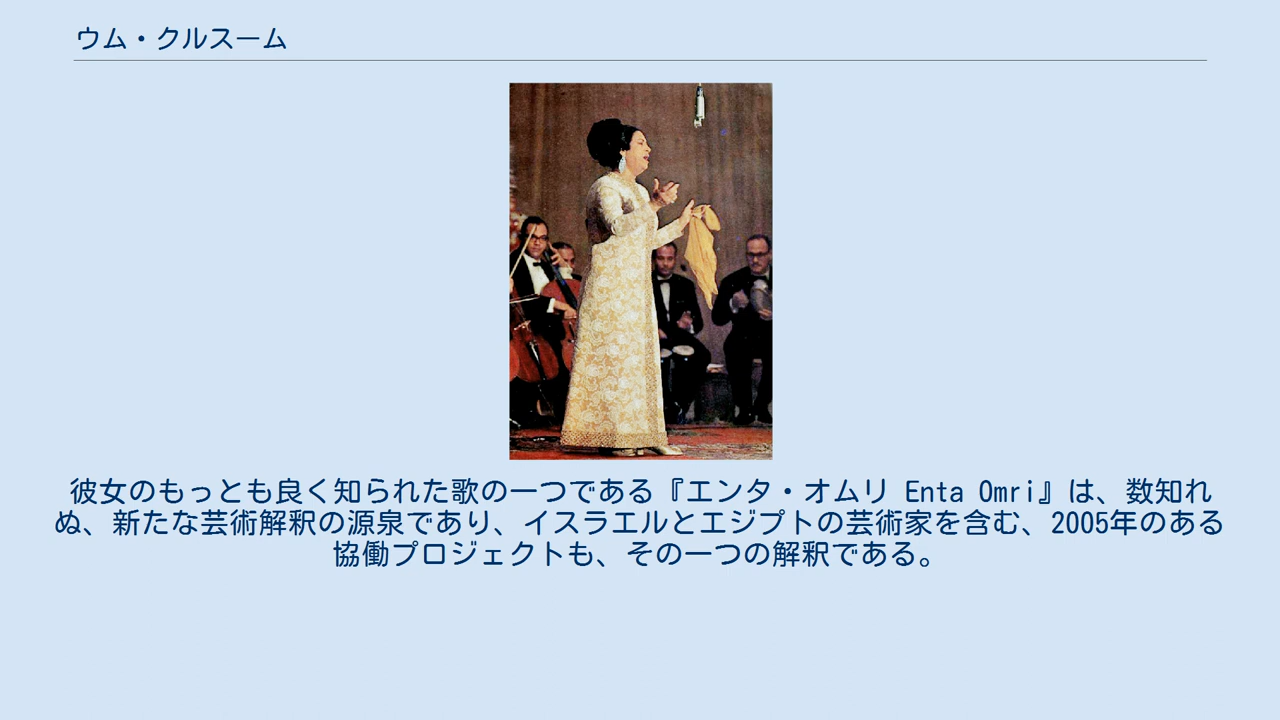 ウム・クルスーム
彼女のもっとも良く知られた歌の一つである『エンタ・オムリ Enta Omri』は、数知れ
ぬ、新たな芸術解釈の源泉であり、イスラエルとエジプトの芸術家を含む、2005年のある
協働プロジェクトも、その一つの解釈である。